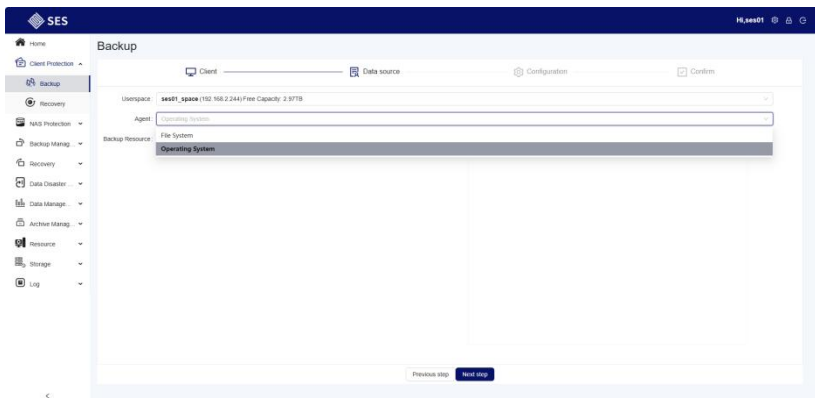 SES
Hi,ses01
Home
Backup
Client Protection
Client
Data source
Configuration
Confirm
Backup
Userspace: ses01_space (192.168.2.244) Free Capacity: 2.97TB
Recovery
Agent: Operating System
NAS Protection
File System
Backup Manag...
Backup Resource:
Operating System
Recovery
Data Disaster ...
Data Manage...
Archive Manag...
Resource
Storage
Log
Previous step
Next step